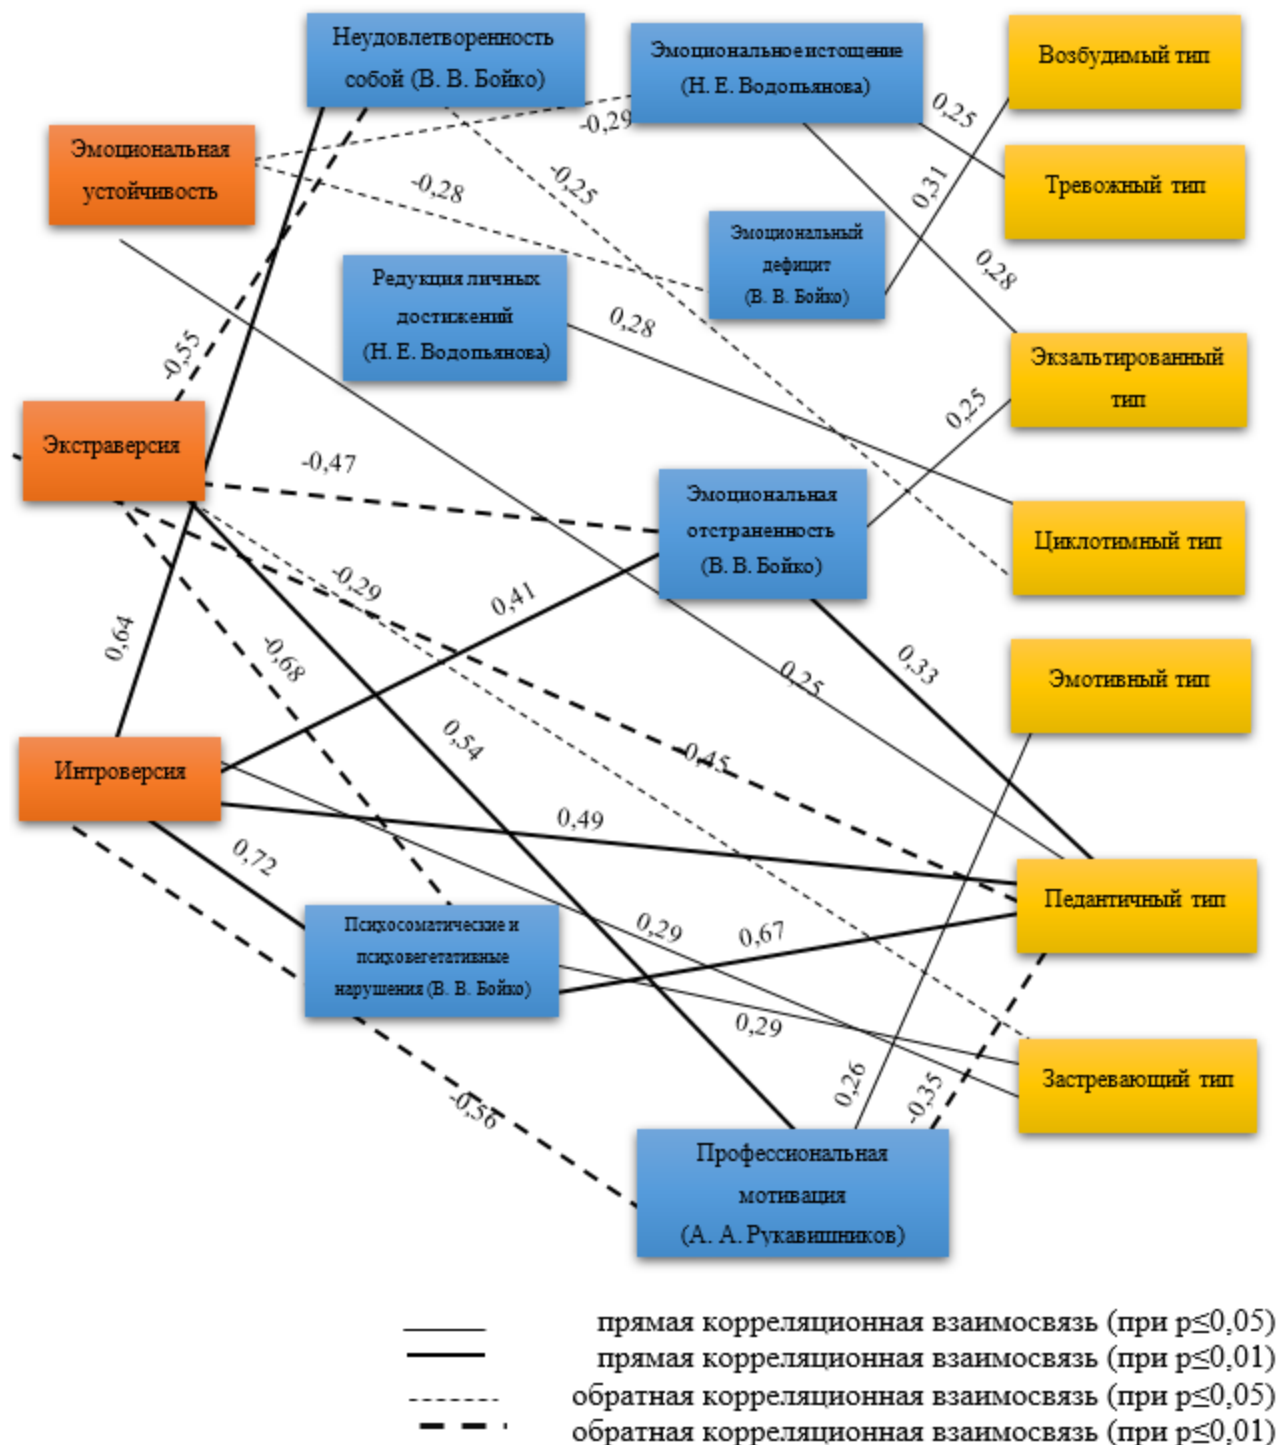 Неудовлетворенность
собой (В. В. Бойко)
Эмоциональное истощение
(Н. Е. Водопьянова)
Возбудимый тип
0,25
-0,29
Эмоциональная
устойчивость
-0,28
-0,25
0,31
Тревожный тип
Эмоциональный
дефицит
(В. В. Бойко)
0,28
Редукция личных
достижений
(Н. Е. Водопьянова)
0,28
-0,55
Экзальтированный
тип
0,25
Экстраверсия
-0,47
Эмоциональная
отстраненность
(В. В. Бойко)
Циклотимный тип
-0,29
0,41
0,64
-0,68
0,25
0,33
Эмотивный тип
0,54
-0,45
Интроверсия
0,49
0,72
Педантичный тип
Психосоматические и
психовегетативные
нарушения (В. В. Бойко)
0,29
0,67
0,29
0,26
-0,35
Застревающий тип
-0,56
Профессиональная
мотивация
(А. А. Рукавишников)
прямая корреляционная взаимосвязь (при p≤0,05)
прямая корреляционная взаимосвязь (при p≤0,01)
обратная корреляционная взаимосвязь (при p≤0,05)
обратная корреляционная взаимосвязь (при p≤0,01)